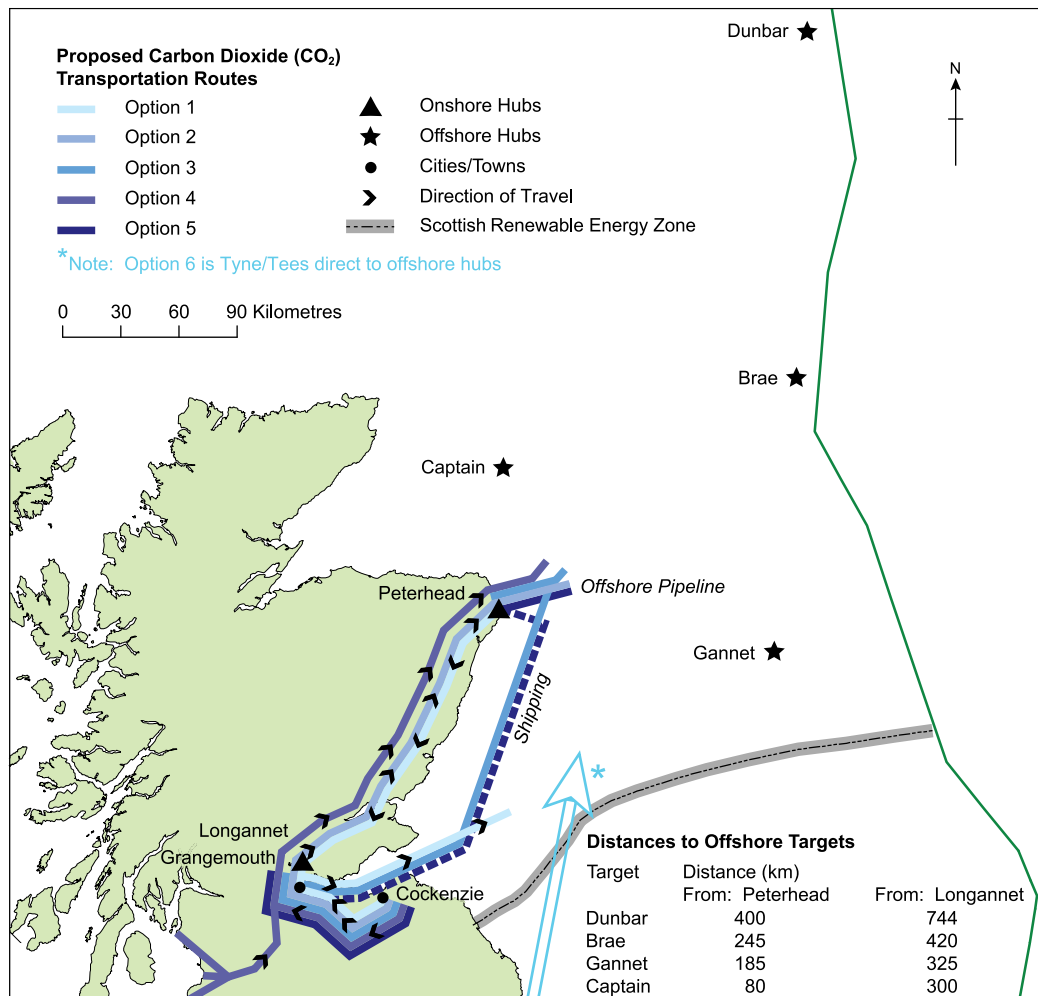 Proposed Carbon Dioxide (CO₂)
Transportation Routes
Option 1
Option 2
Option 3
Option 4
Option 5
Onshore Hubs
Offshore Hubs
Cities/Towns
Direction of Travel
Scottish Renewable Energy Zone
*Note: Option 6 is Tyne/Tees direct to offshore hubs
0 30 60 90 Kilometres
N
Dunbar
Brae
Captain
Peterhead
Offshore Pipeline
Gannet
Shipping
*
Longannet
Grangemouth
Cockenzie
Distances to Offshore Targets
Target Distance (km)
From: Peterhead From: Longannet
Dunbar 400 744
Brae 245 420
Gannet 185 325
Captain 80 300